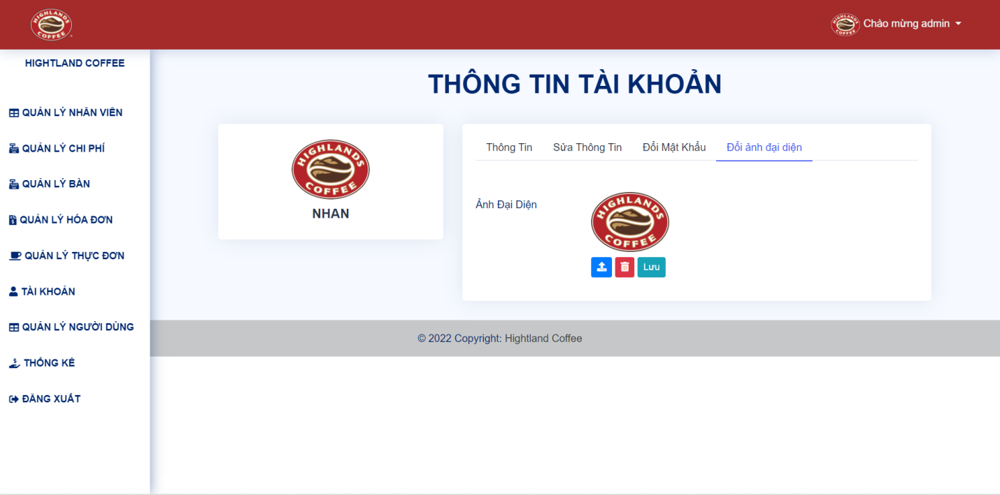 HIGHLANDS
COFFEE
HIGHLANDS
COFFEE
Chào mừng admin
HIGHTLAND COFFEE
QUẢN LÝ NHÂN VIÊN
QUẢN LÝ CHI PHÍ
QUẢN LÝ BÀN
QUẢN LÝ HÓA ĐƠN
QUẢN LÝ THỰC ĐƠN
TÀI KHOẢN
QUẢN LÝ NGƯỜI DÙNG
THỐNG KÊ
ĐĂNG XUẤT
THÔNG TIN TÀI KHOẢN
HIGHLANDS
COFFEE
NHAN
Thông Tin
Sửa Thông Tin
Đổi Mật Khẩu
Đổi ảnh đại diện
Ảnh Đại Diện
HIGHLANDS
COFFEE
Lưu
© 2022 Copyright: Hightland Coffee